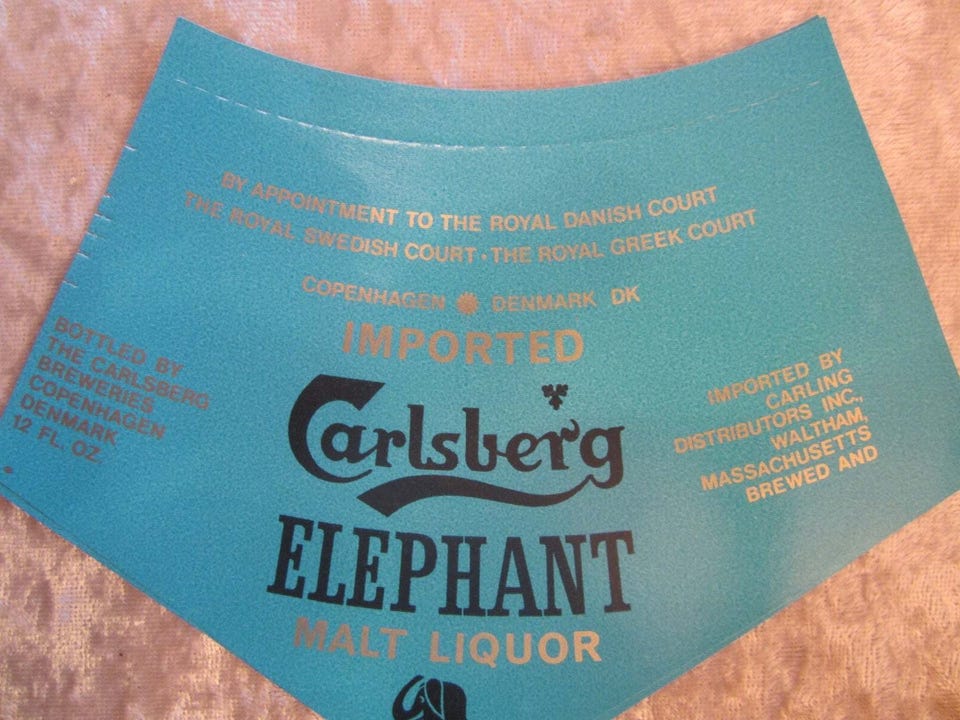 BY APPOINTMENT TO THE ROYAL DANISH COURT
THE ROYAL SWEDISH COURT · THE ROYAL GREEK COURT
COPENHAGEN DENMARK DK
IMPORTED
Carlsberg
ELEPHANT
MALT LIQUOR
BOTTLED BY
THE CARLSBERG
BREWERIES
COPENHAGEN
DENMARK
12 FL. OZ.
IMPORTED BY
CARLING
DISTRIBUTORS INC.,
WALTHAM,
MASSACHUSETTS
BREWED AND